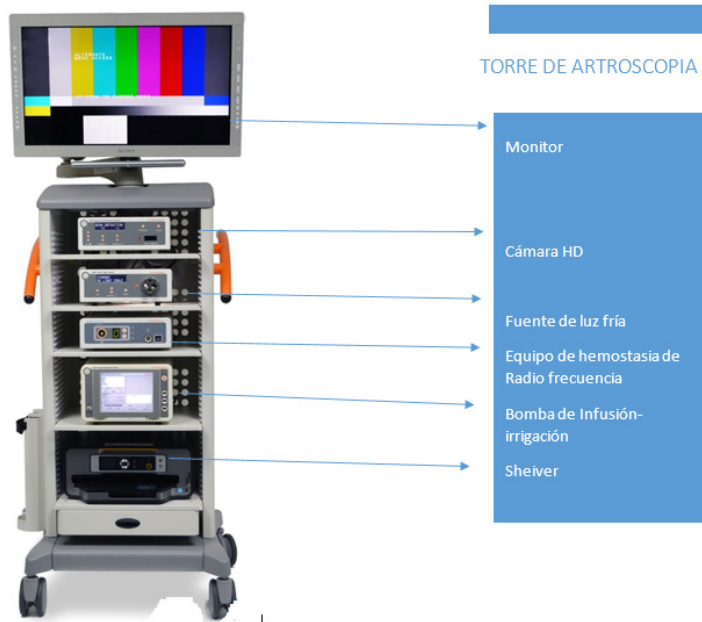 TORRE DE ARTROSCOPIA
Monitor
Cámara HD
Fuente de luz fría
Equipo de hemostasia de
Radio frecuencia
Bomba de Infusión-
irrigación
Sheiver